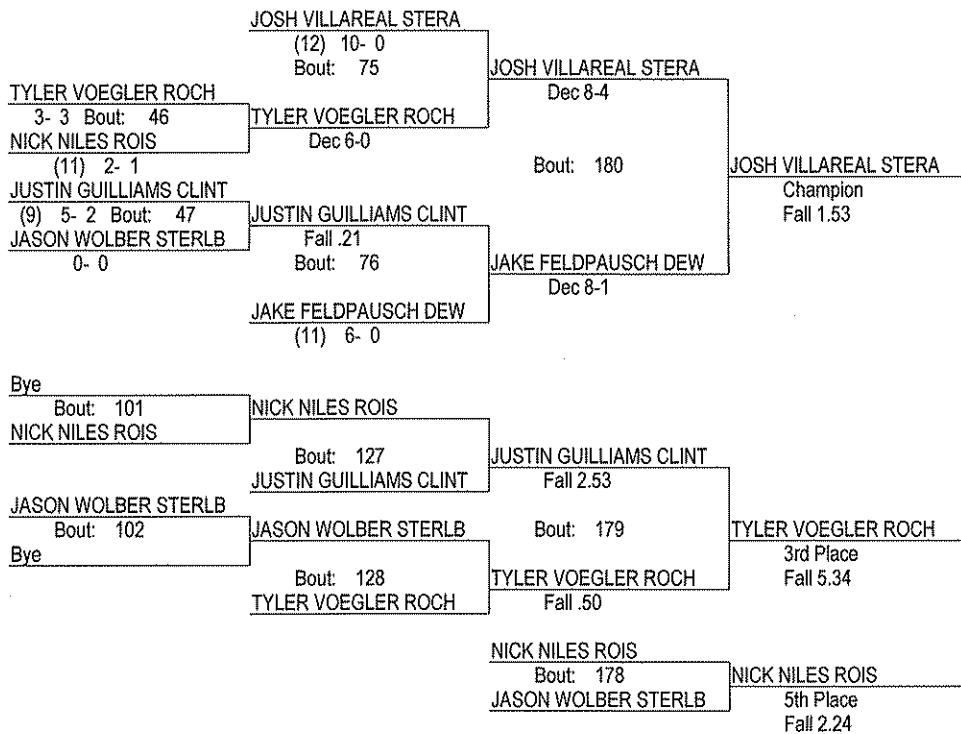 JOSH VILLAREAL STERA
(12) 10- 0
Bout: 75
JOSH VILLAREAL STERA
Dec 8-4
TYLER VOEGLER ROCH
3- 3 Bout: 46
TYLER VOEGLER ROCH
Dec 6-0
NICK NILES ROIS
(11) 2- 1
Bout: 180
JOSH VILLAREAL STERA
Champion
Fall 1.53
JUSTIN GUILLIAMS CLINT
(9) 5- 2 Bout: 47
JUSTIN GUILLIAMS CLINT
Fall .21
JASON WOLBER STERLB
0- 0
Bout: 76
JAKE FELDPAUSCH DEW
Dec 8-1
JAKE FELDPAUSCH DEW
(11) 6- 0
Bye
Bout: 101
NICK NILES ROIS
NICK NILES ROIS
Bout: 127
JUSTIN GUILLIAMS CLINT
Fall 2.53
JUSTIN GUILLIAMS CLINT
JASON WOLBER STERLB
Bout: 102
JASON WOLBER STERLB
Bye
Bout: 179
TYLER VOEGLER ROCH
3rd Place
Fall 5.34
Bout: 128
TYLER VOEGLER ROCH
Fall .50
TYLER VOEGLER ROCH
NICK NILES ROIS
Bout: 178
NICK NILES ROIS
JASON WOLBER STERLB
5th Place
Fall 2.24